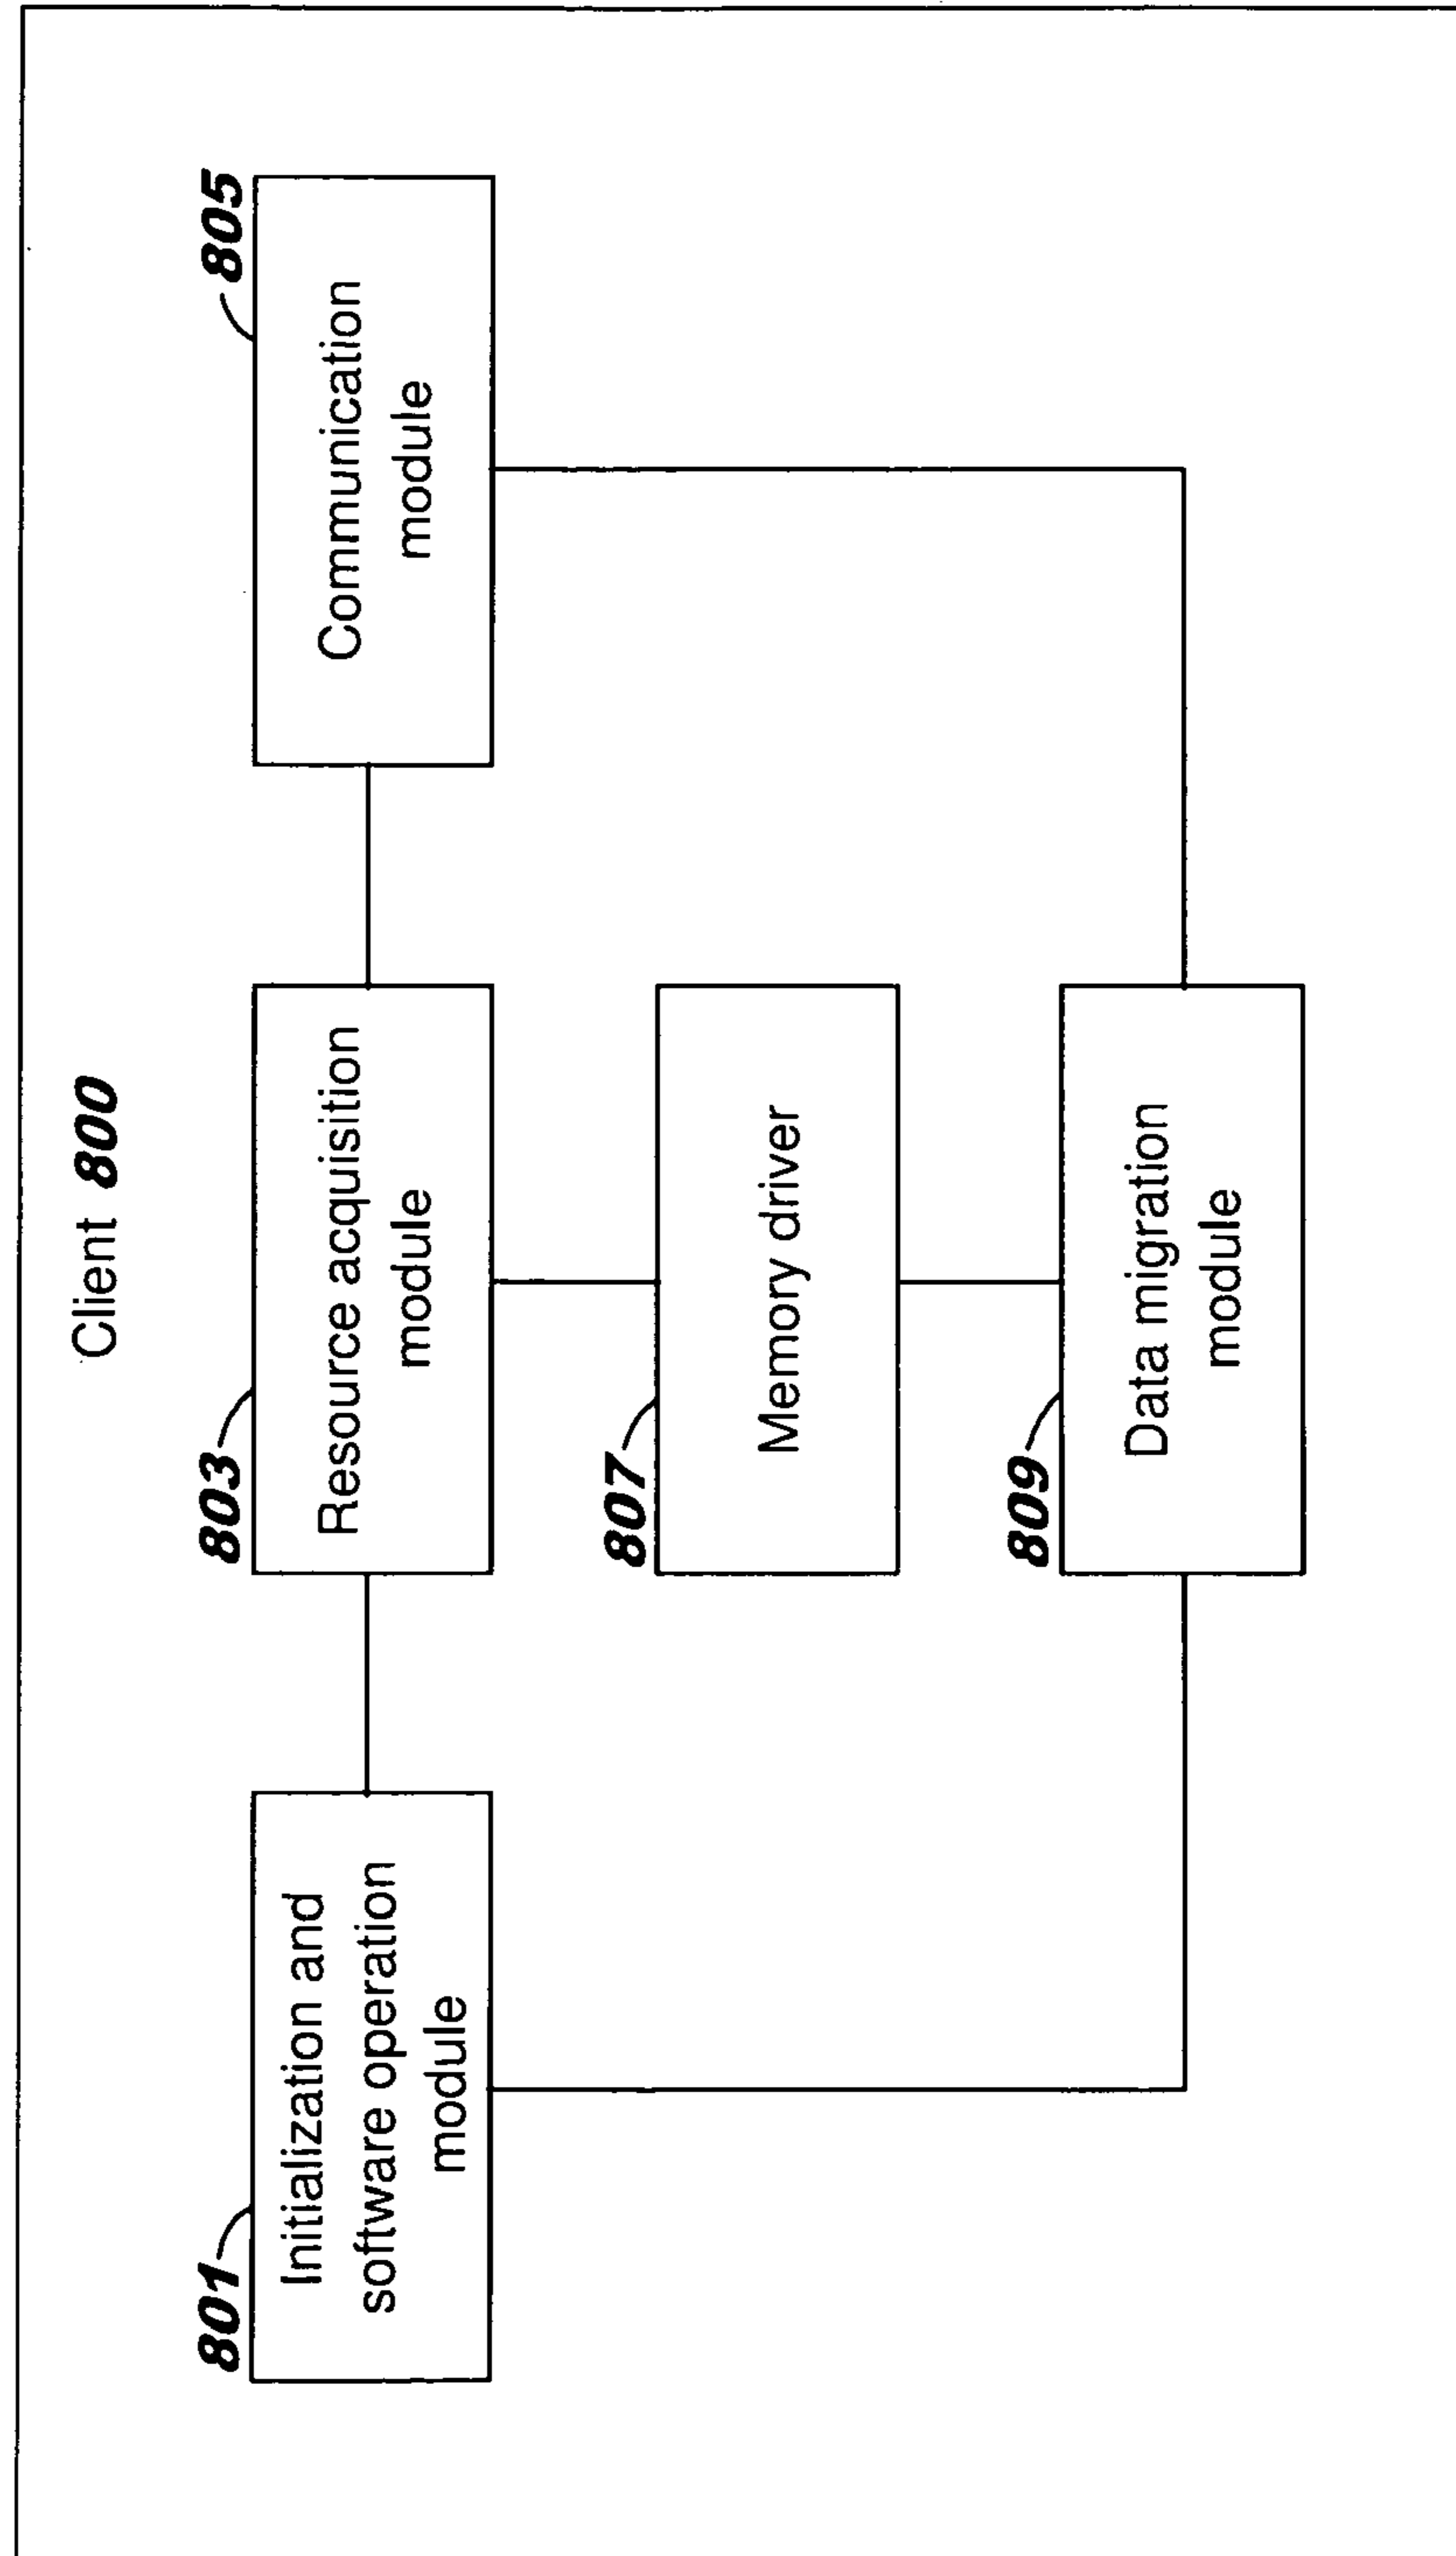 Client 800
801
Initialization and
software operation
module
803
Resource acquisition
module
805
Communication
module
807
Memory driver
809
Data migration
module